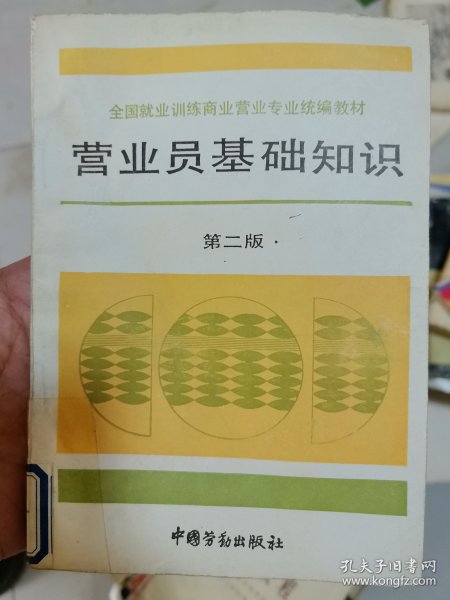 全国就业训练商业营业专业统编教材
营业员基础知识
第二版
中國劳动出版社
孔夫子旧书网
www.kongfz.com